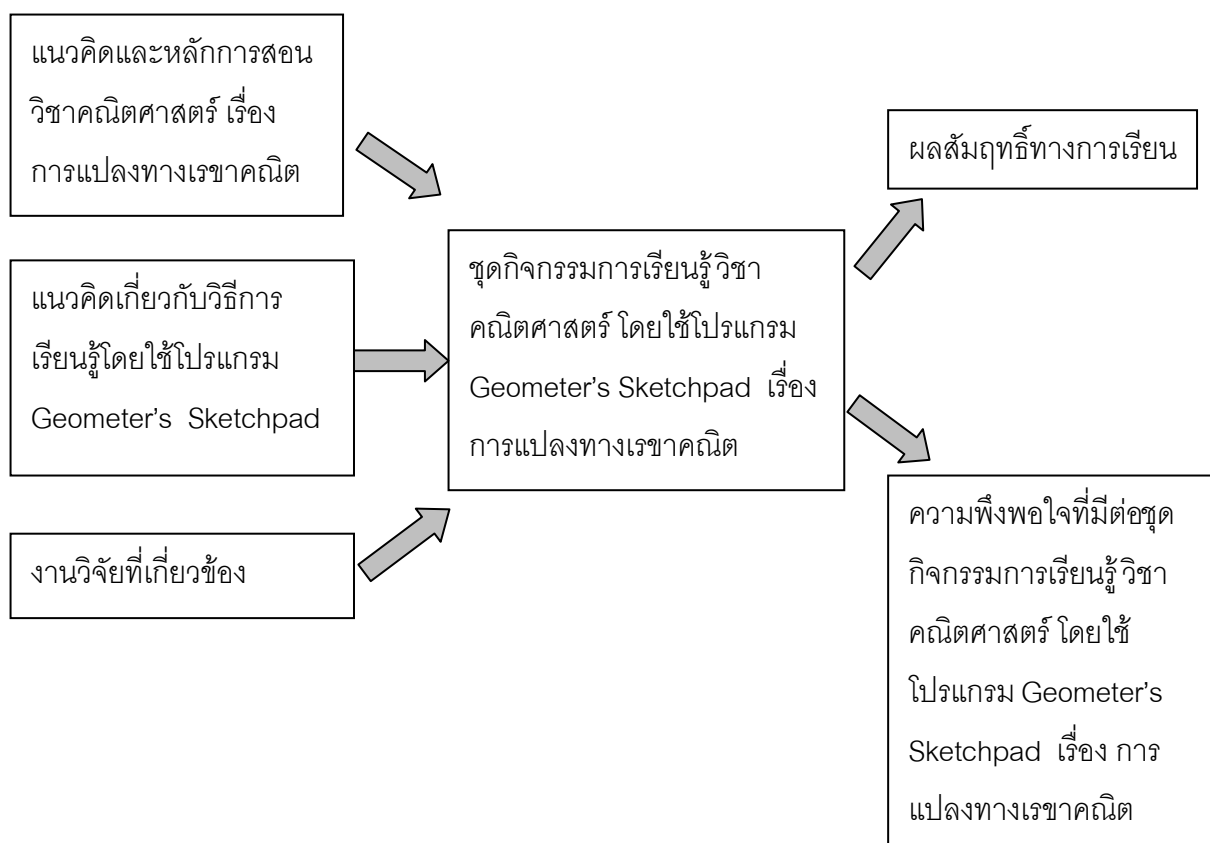 แนวคิดและหลักการสอน
วิชาคณิตศาสตร์ เรื่อง
การแปลงทางเรขาคณิต
แนวคิดเกี่ยวกับวิธีการ
เรียนรู้โดยใช้โปรแกรม
Geometer's Sketchpad
งานวิจัยที่เกี่ยวข้อง
ชุดกิจกรรมการเรียนรู้ วิชา
คณิตศาสตร์ โดยใช้โปรแกรม
Geometer's Sketchpad เรื่อง
การแปลงทางเรขาคณิต
ผลสัมฤทธิ์ทางการเรียน
ความพึงพอใจที่มีต่อชุด
กิจกรรมการเรียนรู้ วิชา
คณิตศาสตร์ โดยใช้
โปรแกรม Geometer's
Sketchpad เรื่อง การ
แปลงทางเรขาคณิต